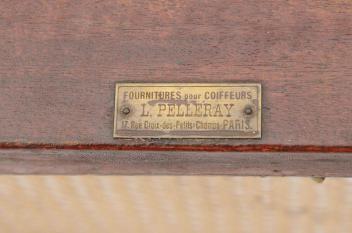 FOURNITURES pour COIFFEURS
L. PELLERAY
17, Rue Croix-des-Petits-Champs-PARIS